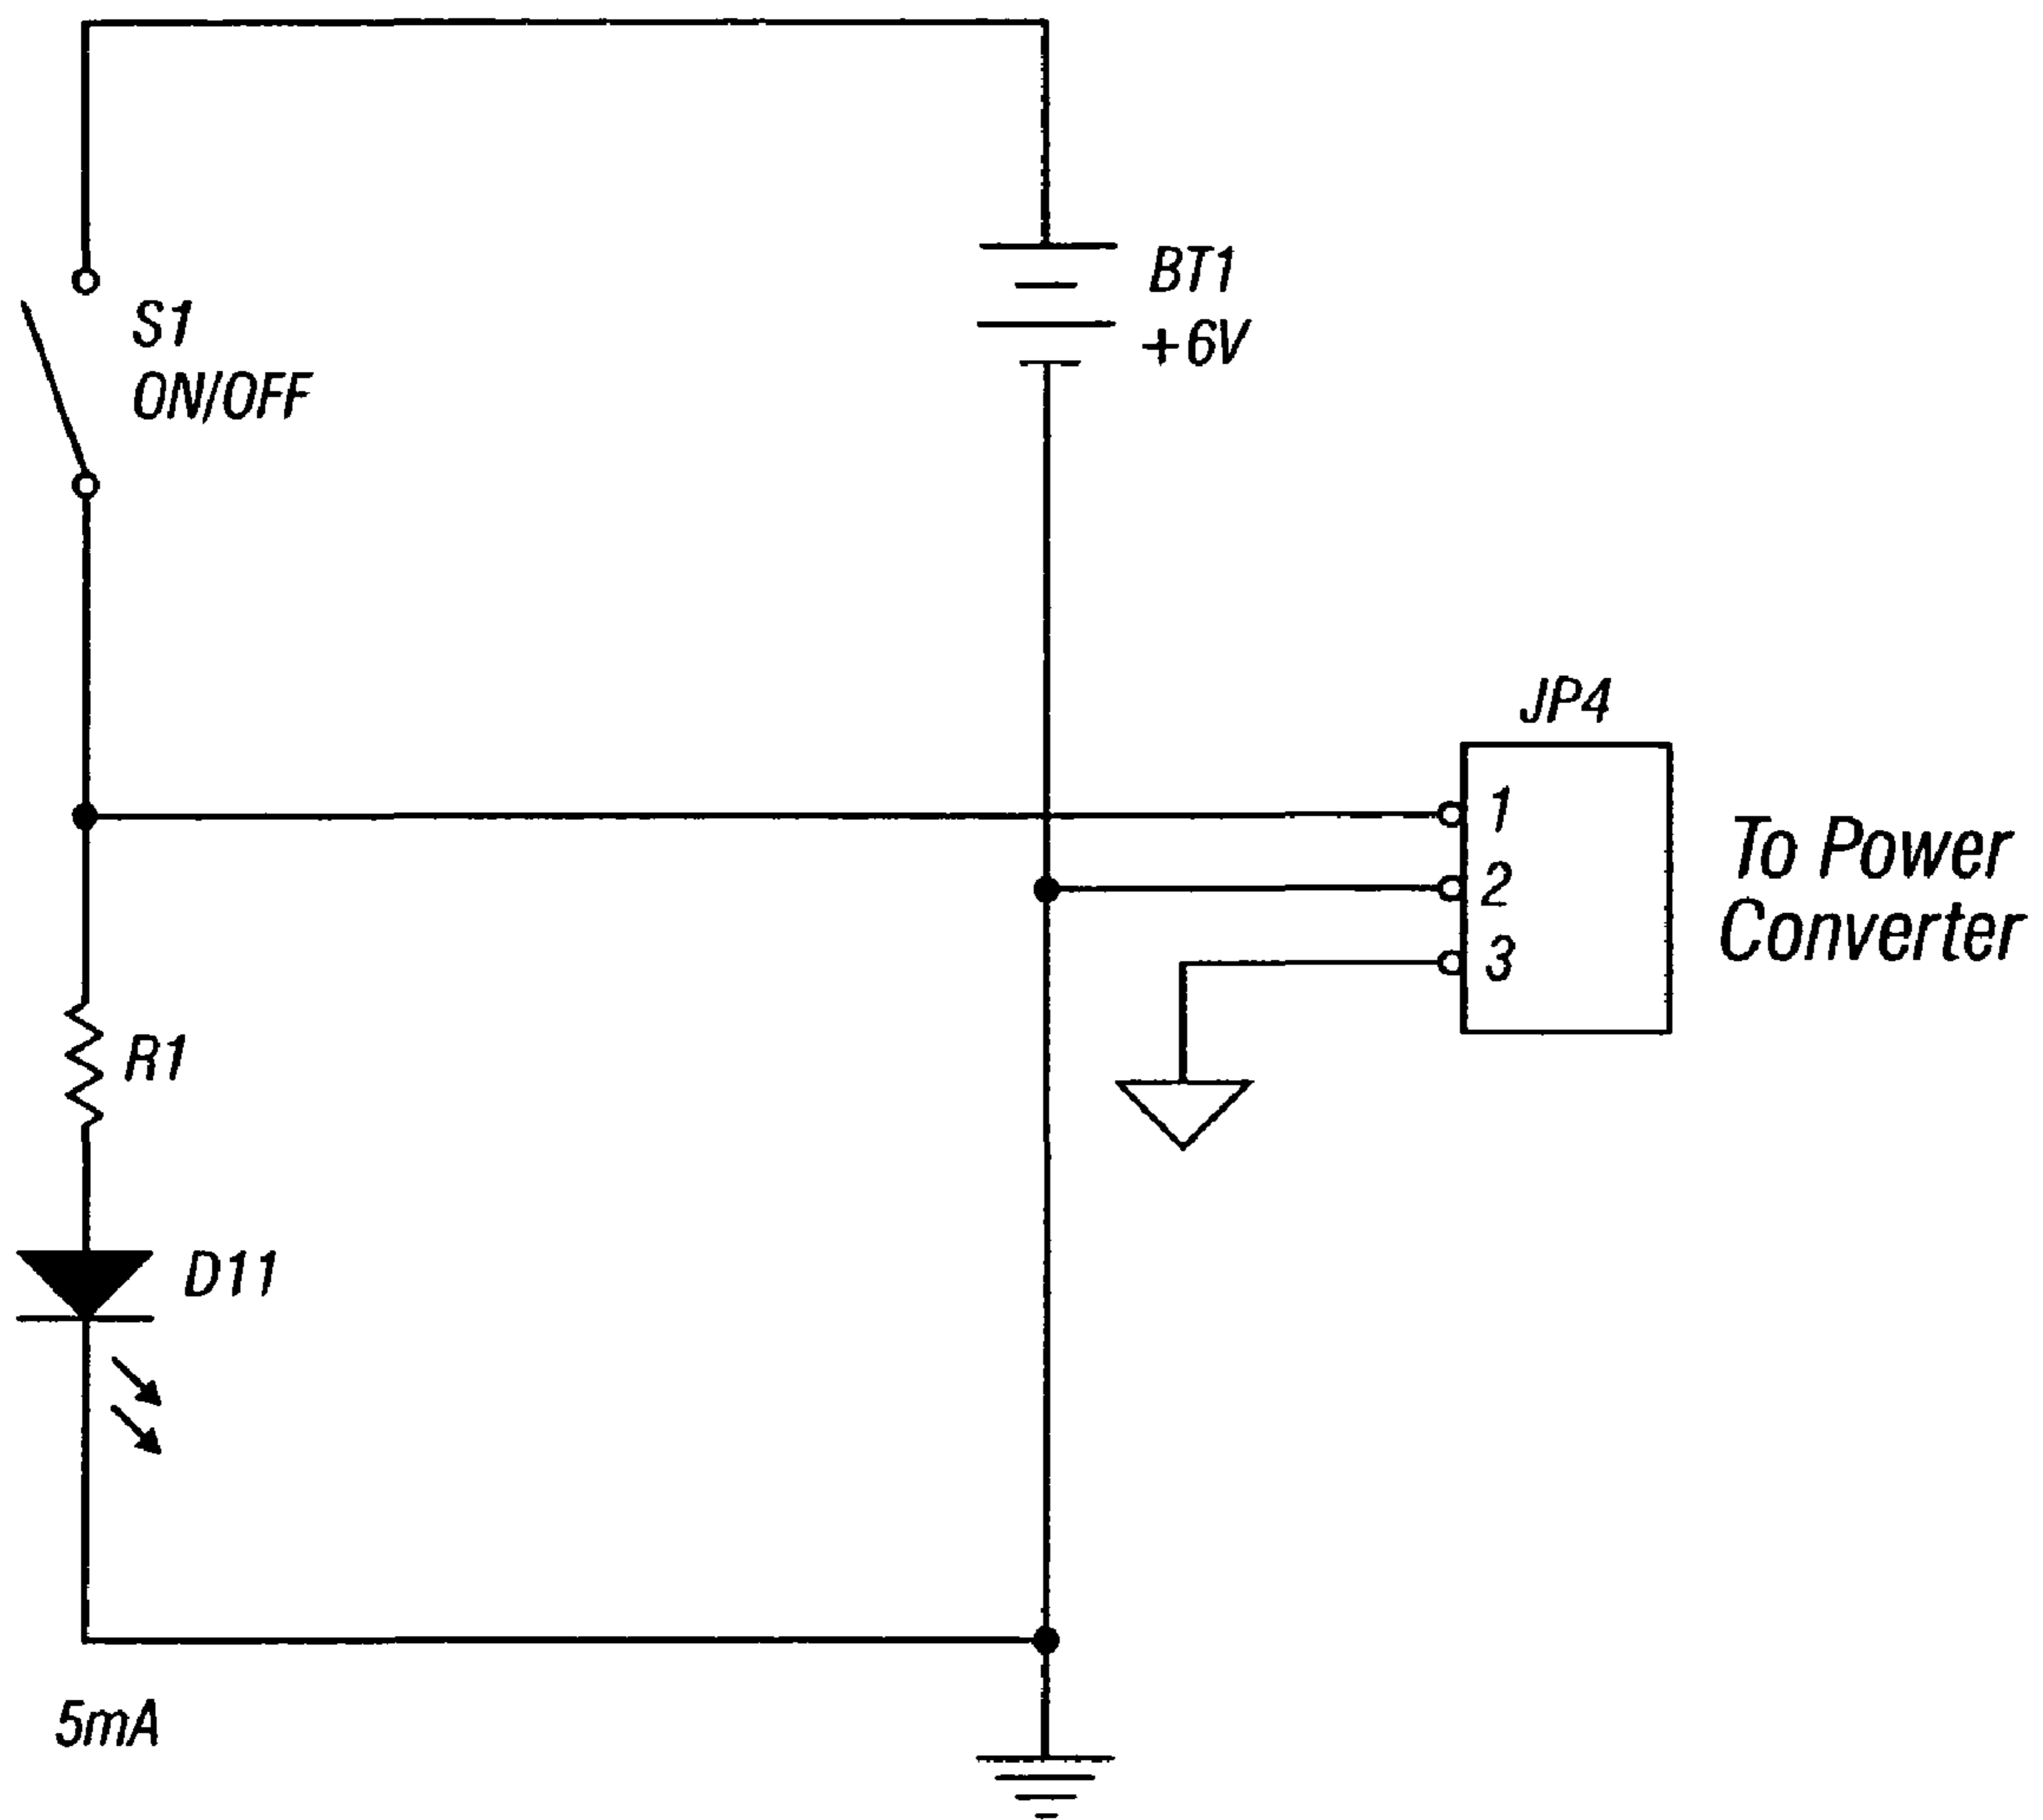 S1
ON/OFF
BT1
+6V
JP4
1
2
3
To Power
Converter
R1
D11
5mA